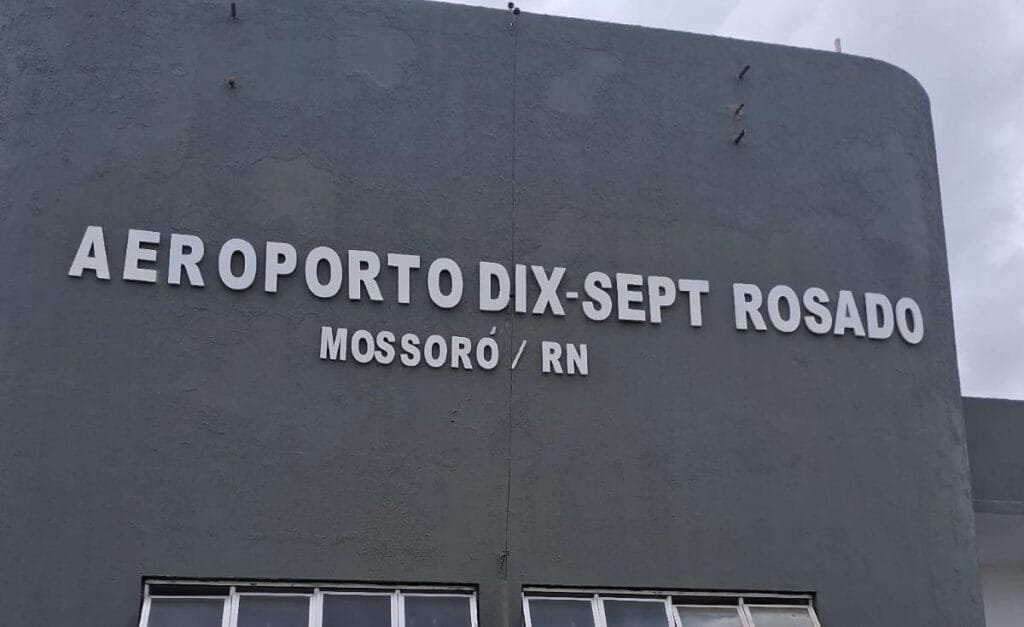 AEROPORTO DIX-SEPT ROSADO
MOSSORÓ / RN